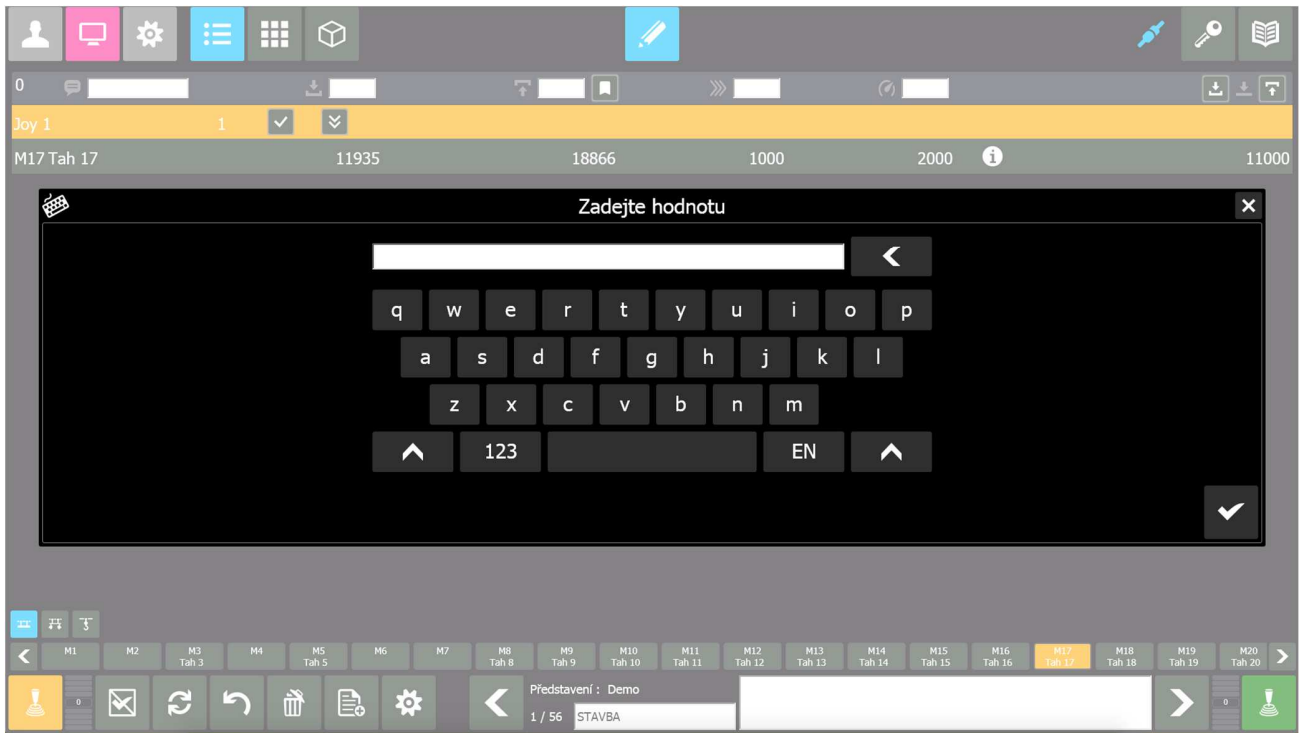 0
Joy 1 1
M17 Tah 17 11935 18866 1000 2000 i 11000
Zadejte hodnotu
q w e r t y u i o p
a s d f g h j k l
z x c v b n m
123 EN
M1 M2 M3 M4 M5 M6 M7 M8 M9 M10 M11 M12 M13 M14 M15 M16 M17 M18 M19 M20
Tah 3 Tah 5 Tah 8 Tah 9 Tah 10 Tah 11 Tah 12 Tah 13 Tah 14 Tah 15 Tah 16 Tah 17 Tah 18 Tah 19 Tah 20
0 Představení : Demo 0
1 / 56 STAVBA